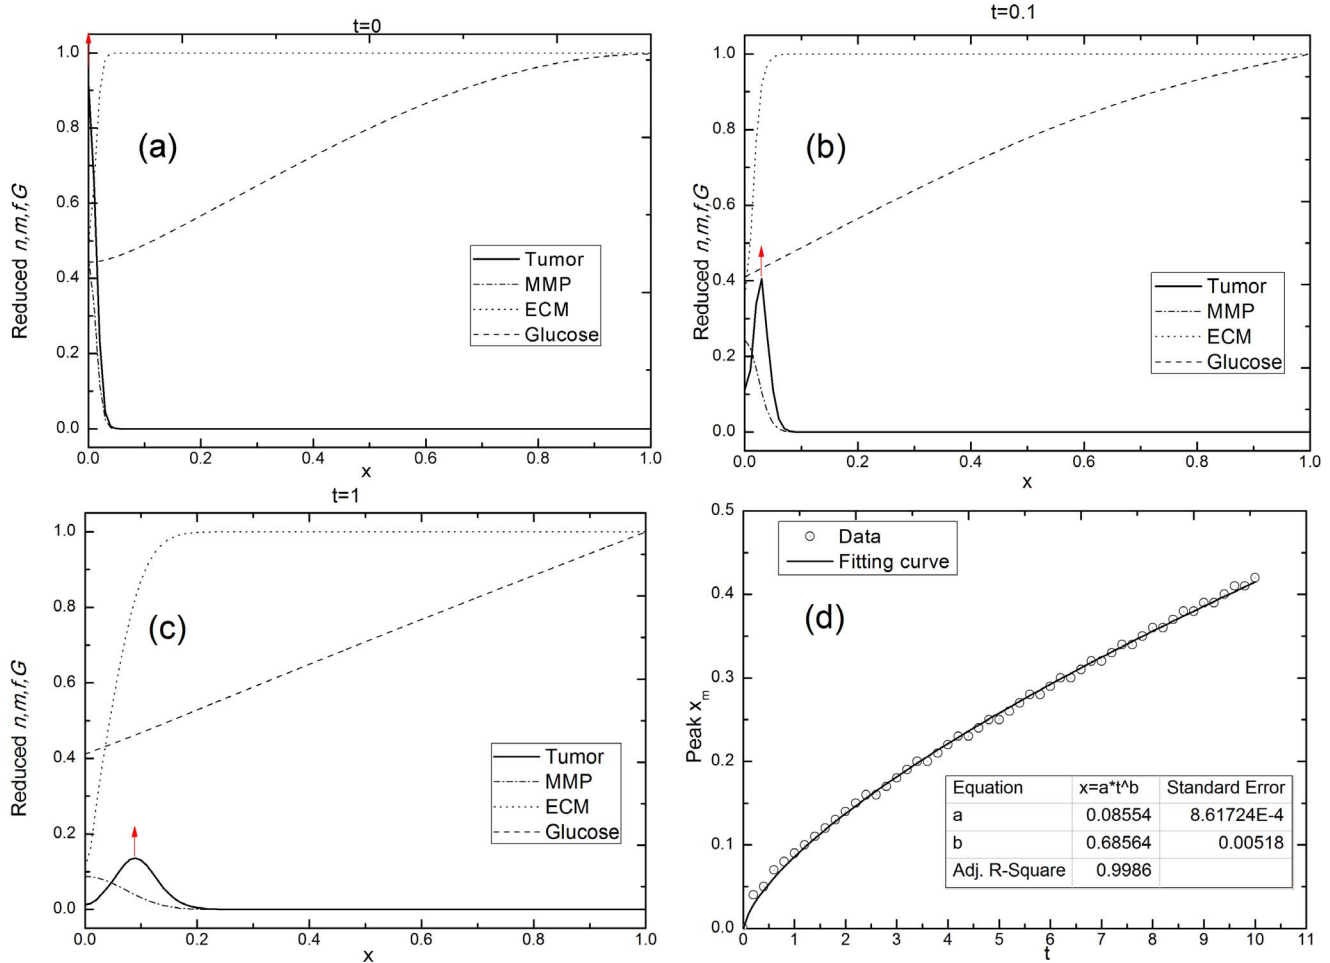 t=0
1.0
0.8
0.6
0.4
0.2
0.0
Reduced n,m,f,G
(a)
Tumor
MMP
ECM
Glucose
0.0 0.2 0.4 0.6 0.8 1.0
x
t=0.1
1.0
0.8
0.6
0.4
0.2
0.0
Reduced n,m,f,G
(b)
Tumor
MMP
ECM
Glucose
0.0 0.2 0.4 0.6 0.8 1.0
x
t=1
1.0
0.8
0.6
0.4
0.2
0.0
Reduced n,m,f,G
(c)
Tumor
MMP
ECM
Glucose
0.0 0.2 0.4 0.6 0.8 1.0
x
0.5
0.4
0.3
0.2
0.1
0.0
Peak xm
Data
Fitting curve
(d)
Equation x=a*t^b Standard Error
a 0.08554 8.61724E-4
b 0.68564 0.00518
Adj. R-Square 0.9986
0 1 2 3 4 5 6 7 8 9 10 11
t